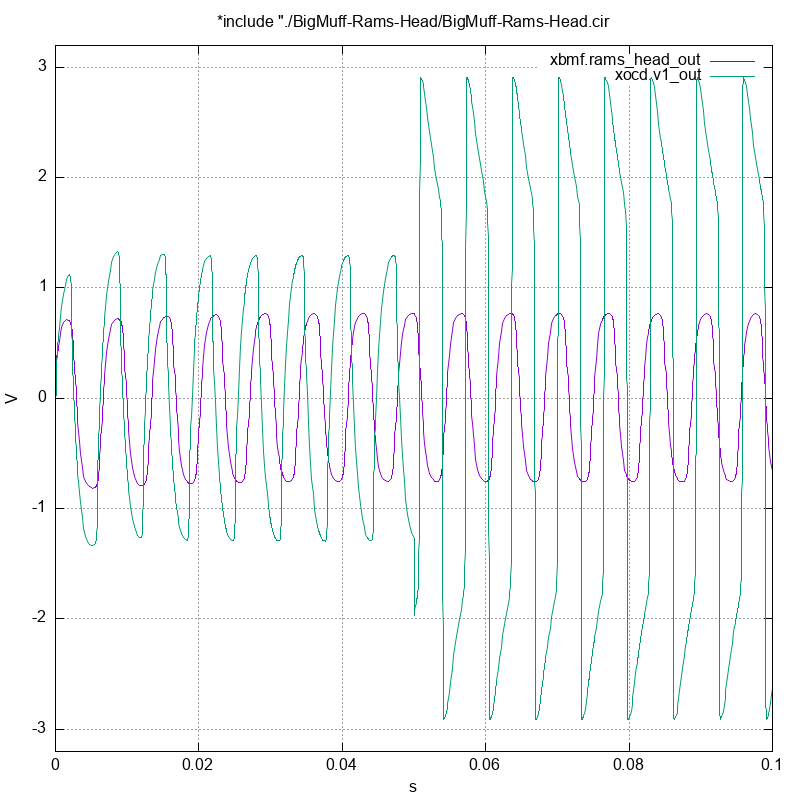 *include "./BigMuff-Rams-Head/BigMuff-Rams-Head.cir
xbmf.rams_head_out
xocd.v1_out
3
2
1
0
-1
-2
-3
V
0
0.02
0.04
0.06
0.08
0.1
s